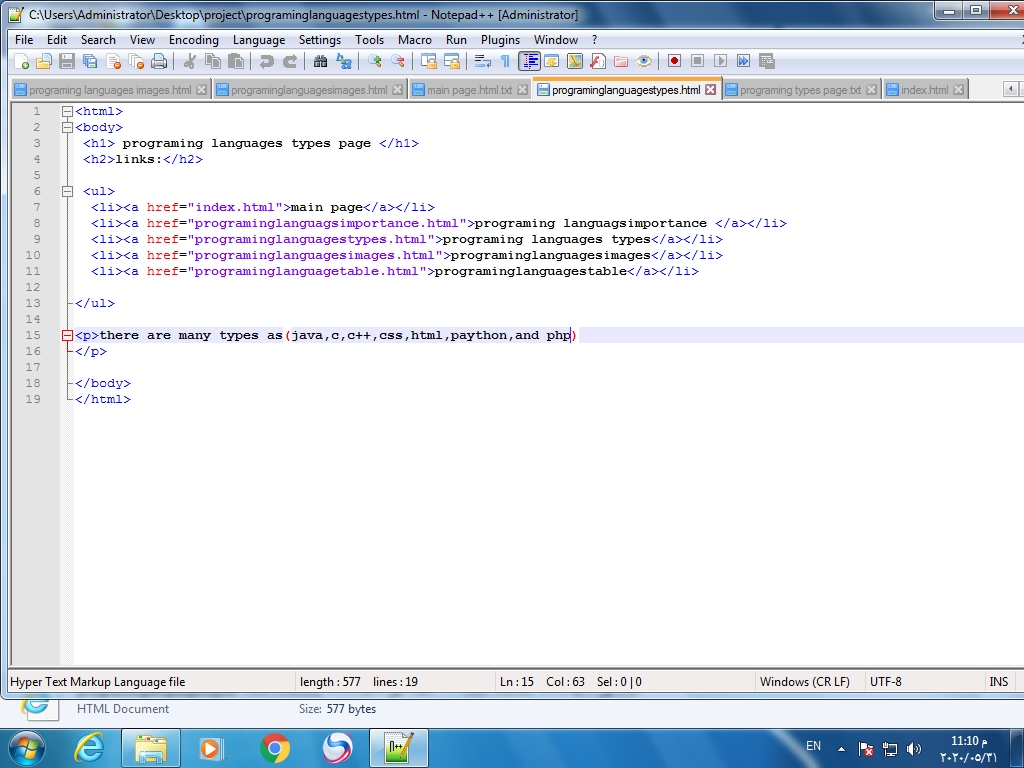 C:\Users\Administrator\Desktop\project\programinglanguagestypes.html - Notepad++ [Administrator]
File Edit Search View Encoding Language Settings Tools Macro Run Plugins Window ?
programing languages images.html programinglanguagesimages.html main page.html.txt programinglanguagestypes.html programing types page.txt index.html
1 <html>
2 <body>
3 <h1> programing languages types page </h1>
4 <h2>links:</h2>
5
6 <ul>
7 <li><a href="index.html">main page</a></li>
8 <li><a href="programinglanguagsimportance.html">programing languagsimportance </a></li>
9 <li><a href="programinglanguagestypes.html">programing languages types</a></li>
10 <li><a href="programinglanguagesimages.html">programinglanguagesimages</a></li>
11 <li><a href="programinglanguagetable.html">programinglanguagestable</a></li>
12
13 </ul>
14
15 <p>there are many types as(java,c,c++,css,html,paython,and php)
16 </p>
17
18 </body>
19 </html>
Hyper Text Markup Language file length : 577 lines : 19 Ln : 15 Col : 63 Sel : 0 | 0 Windows (CR LF) UTF-8 INS
HTML Document Size: 577 bytes
EN 11:10 م
٢٠٢٠/٠٥/٣١